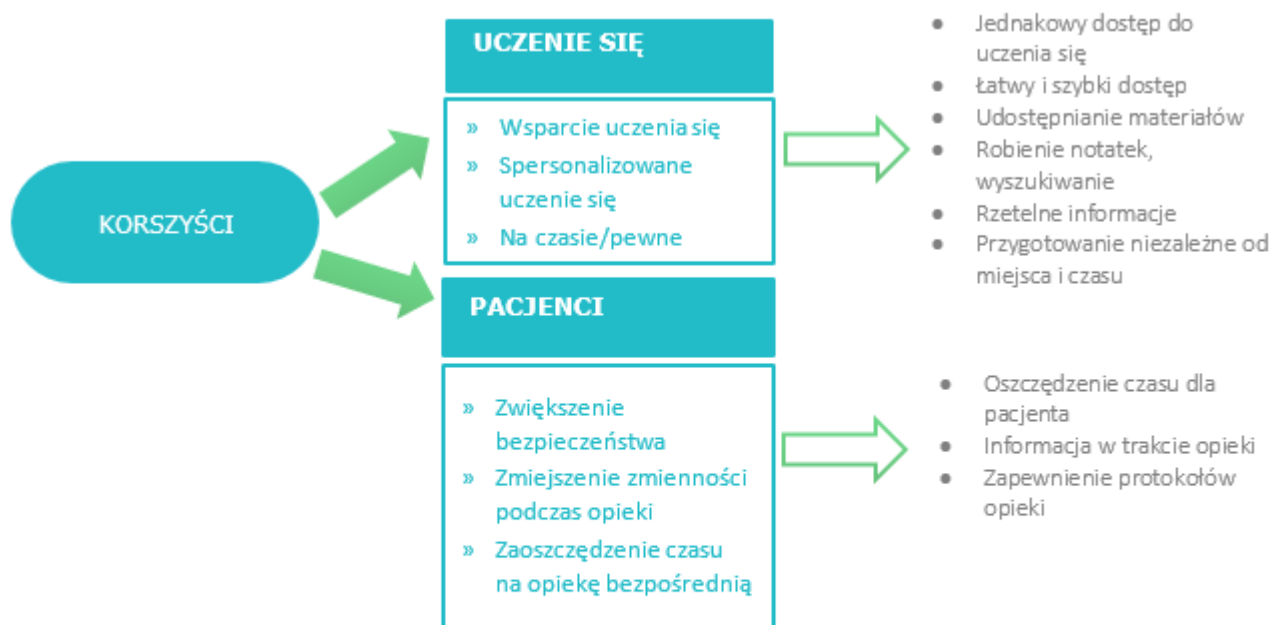 KORSZYŚCI
UCZENIE SIĘ
» Wsparcie uczenia się
» Spersonalizowane
uczenie się
» Na czasie/pewne
● Jednakowy dostęp do
uczenia się
● Łatwy i szybki dostęp
● Udostępnianie materiałów
● Robienie notatek,
wyszukiwanie
● Rzetelne informacje
● Przygotowanie niezależne od
miejsca i czasu
PACJENCI
» Zwiększenie
bezpieczeństwa
» Zmiejszenie zmienności
podczas opieki
» Zaoszczędzenie czasu
na opiekę bezpośrednią
● Oszczędzenie czasu dla
pacjenta
● Informacja w trakcie opieki
● Zapewnienie protokołów
opieki